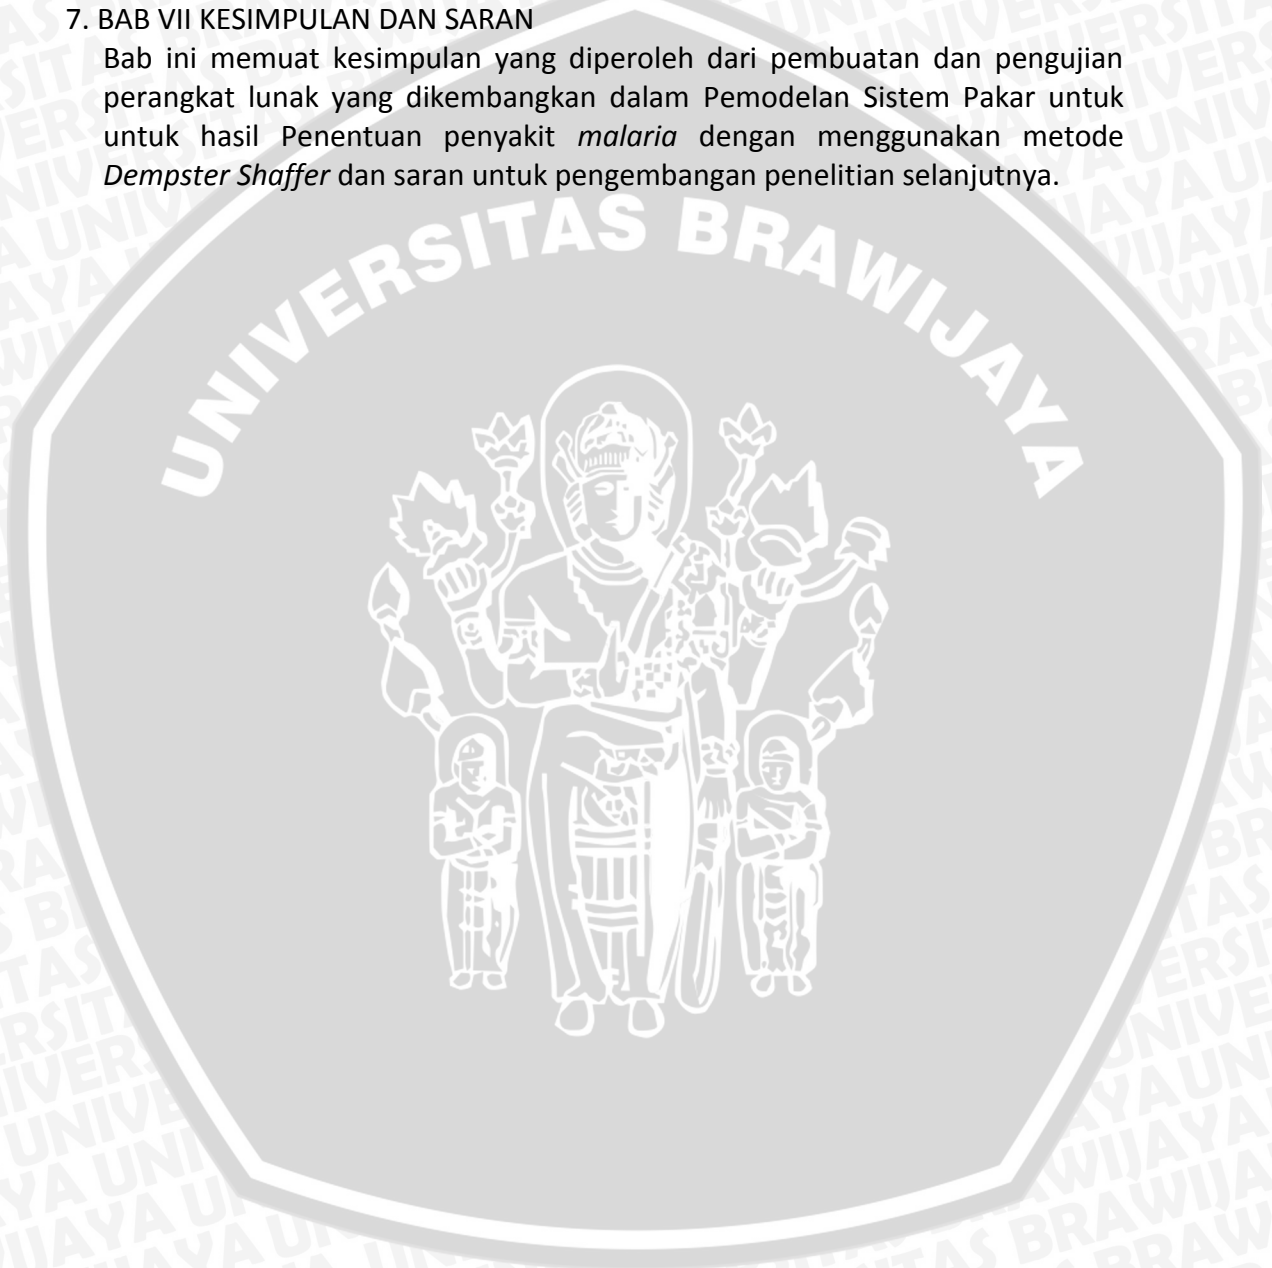 7. BAB VII KESIMPULAN DAN SARAN
Bab ini memuat kesimpulan yang diperoleh dari pembuatan dan pengujian
perangkat lunak yang dikembangkan dalam Pemodelan Sistem Pakar untuk
untuk hasil Penentuan penyakit malaria dengan menggunakan metode
Dempster Shaffer dan saran untuk pengembangan penelitian selanjutnya.
UNIVERSITAS BRAWIJAYA